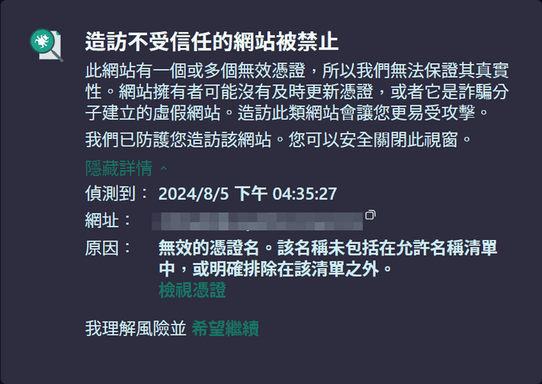 造訪不受信任的網站被禁止
此網站有一個或多個無效憑證，所以我們無法保證其真實
性。網站擁有者可能沒有及時更新憑證，或者它是詐騙分
子建立的虛假網站。造訪此類網站會讓您更易受攻擊。
我們已防護您造訪該網站。您可以安全關閉此視窗。
隱藏詳情
偵測到： 2024/8/5 下午 04:35:27
網址：
原因： 無效的憑證名。該名稱未包括在允許名稱清單
中，或明確排除在該清單之外。
檢視憑證
我理解風險並 希望繼續